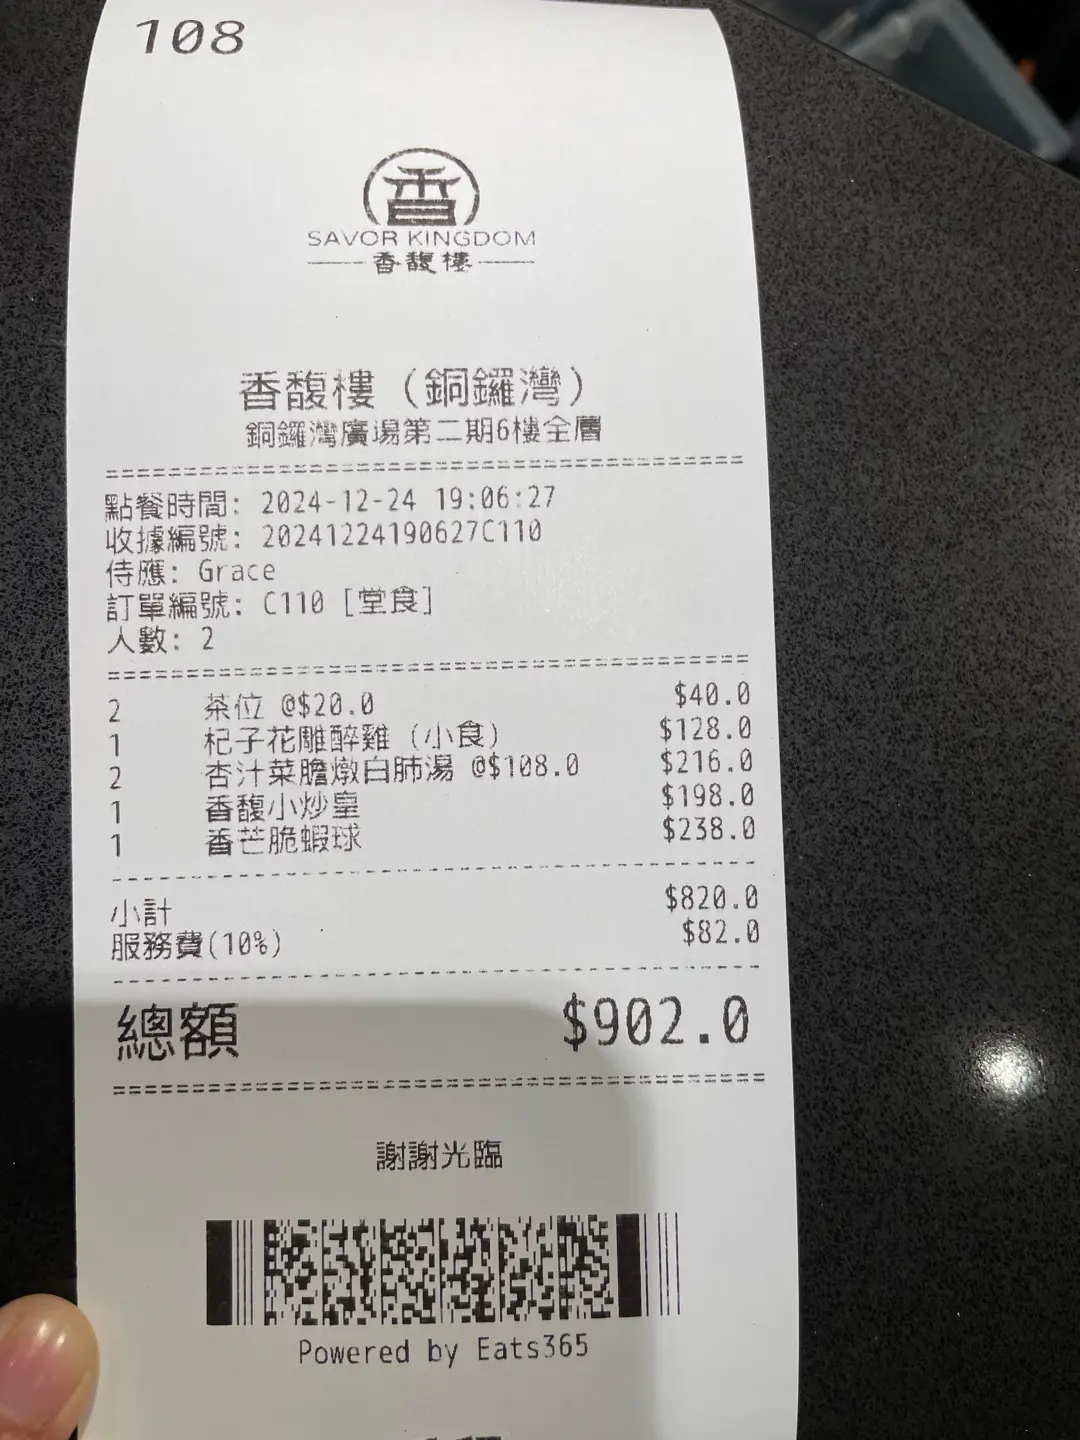 108
香
SAVOR KINGDOM
香馥樓
香馥樓 (銅鑼灣)
銅鑼灣廣場第二期6樓全層
點餐時間: 2024-12-24 19:06:27
收據編號: 20241224190627C110
侍應: Grace
訂單編號: C110 [堂食]
人數: 2
2 茶位 @$20.0 $40.0
1 杞子花雕醉雞 (小食) $128.0
2 杏汁菜膽燉白肺湯 @$108.0 $216.0
1 香馥小炒皇 $198.0
1 香芒脆蝦球 $238.0
小計 $820.0
服務費(10%) $82.0
總額 $902.0
謝謝光臨
Powered by Eats365